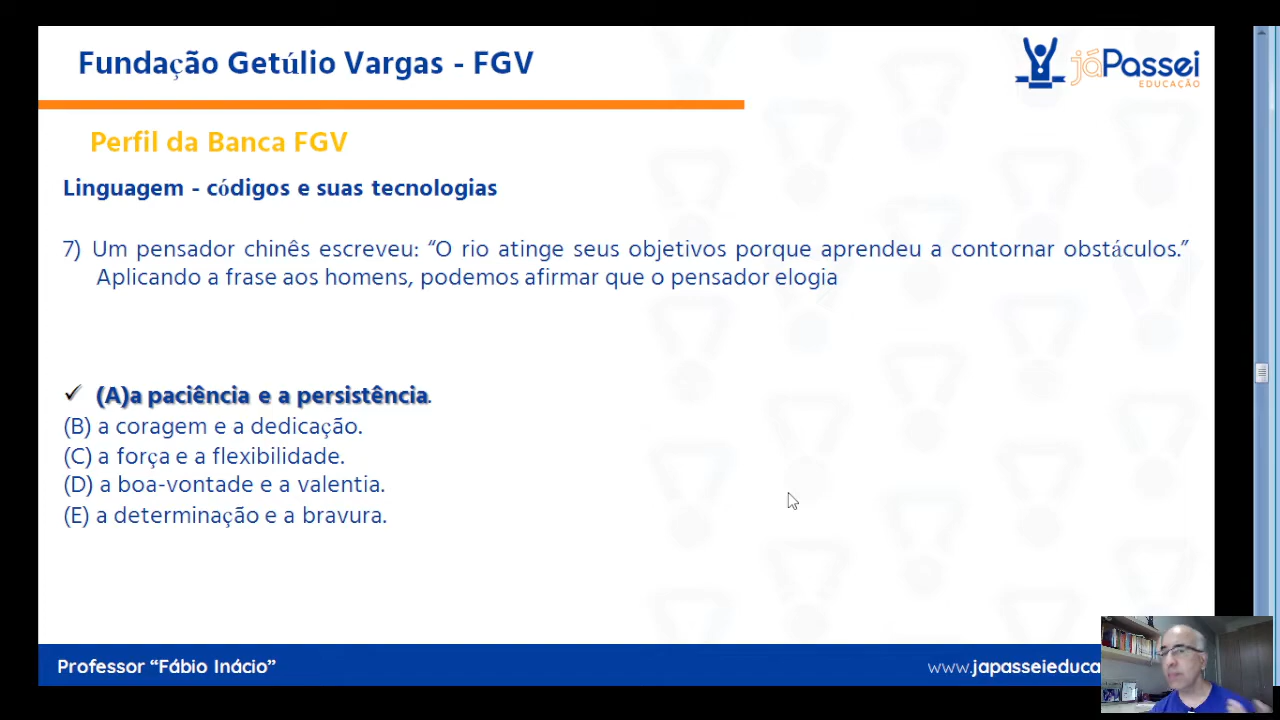 Fundação Getúlio Vargas - FGV
jáPassei
EDUCAÇÃO
Perfil da Banca FGV
Linguagem - códigos e suas tecnologias
7) Um pensador chinês escreveu: “O rio atinge seus objetivos porque aprendeu a contornar obstáculos.”
Aplicando a frase aos homens, podemos afirmar que o pensador elogia
✓ (A)a paciência e a persistência.
(B) a coragem e a dedicação.
(C) a força e a flexibilidade.
(D) a boa-vontade e a valentia.
(E) a determinação e a bravura.
Professor “Fábio Inácio”
www.japasseieduca